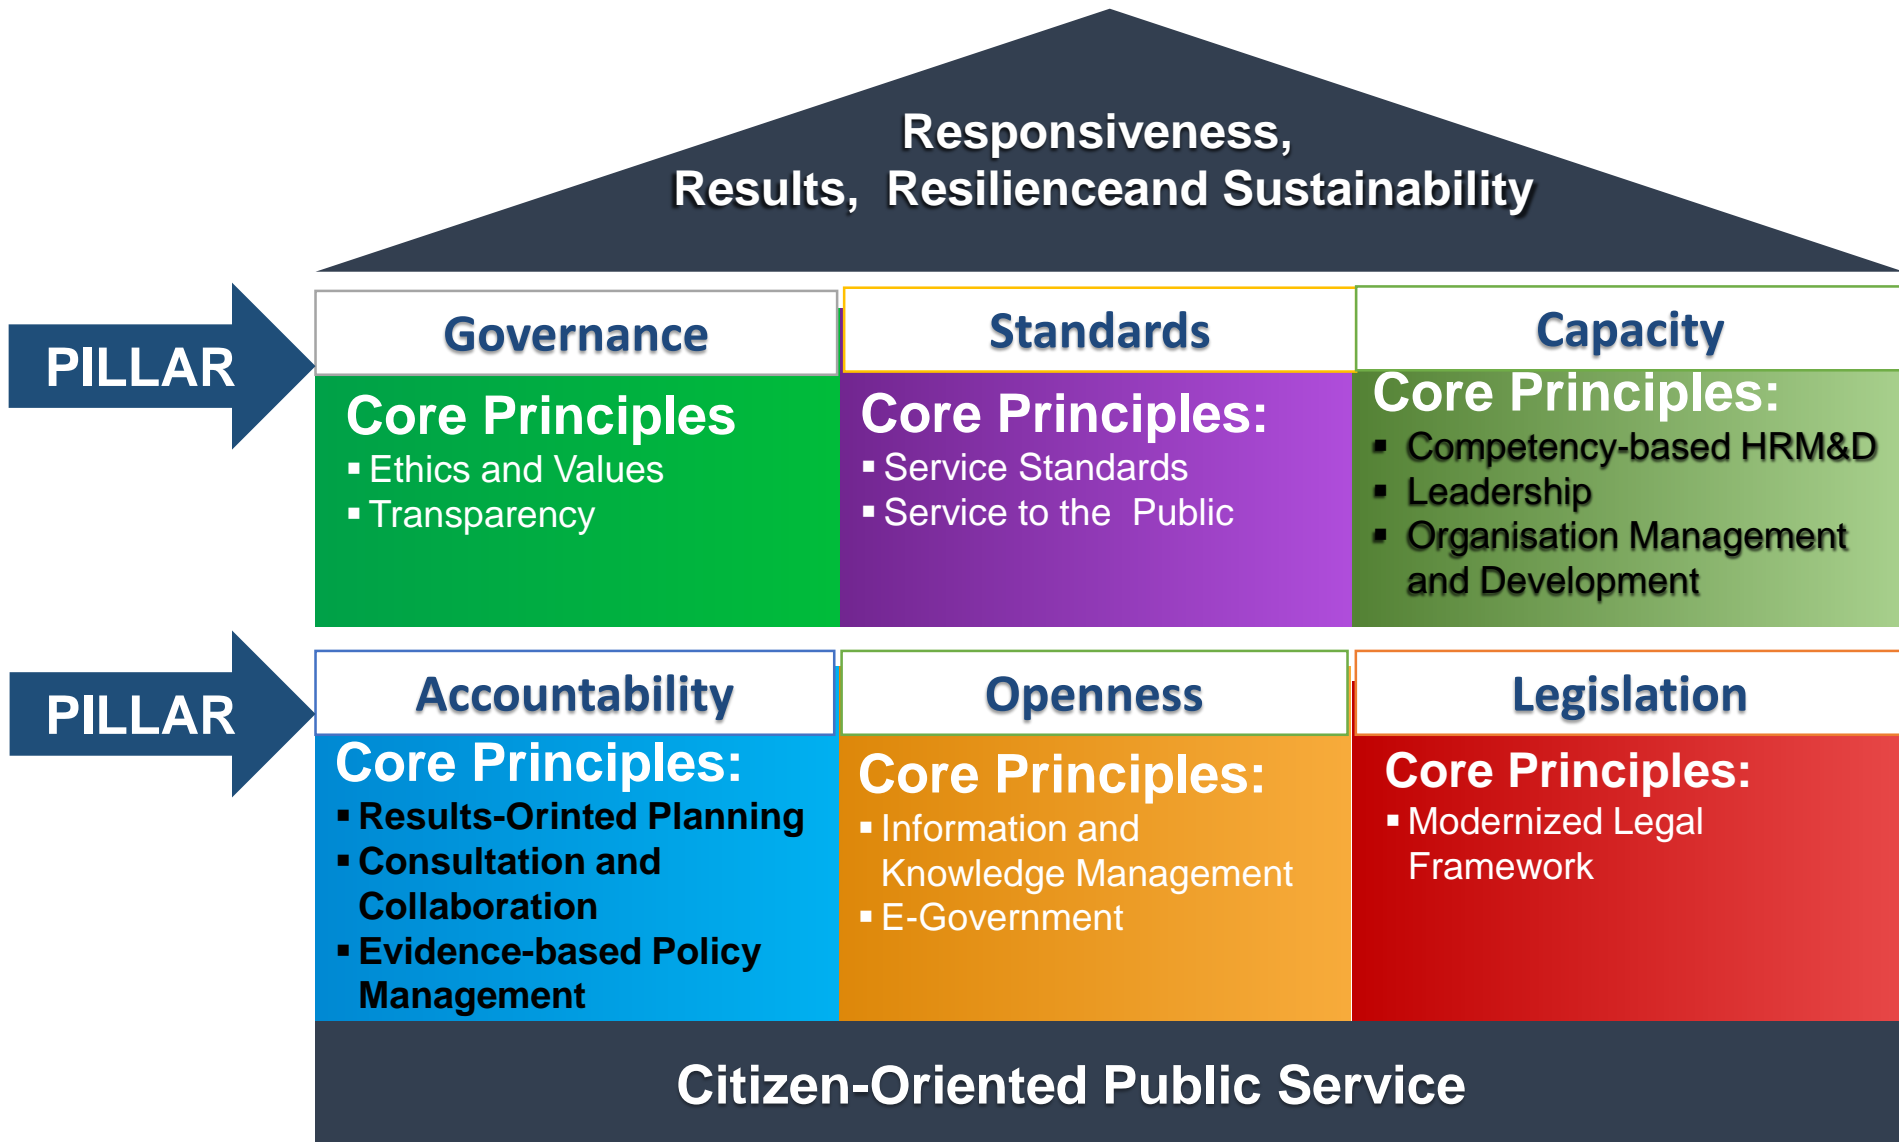 Responsiveness,
Results, Resilienceand Sustainability
PILLAR
Governance
Core Principles
▪ Ethics and Values
▪ Transparency
Standards
Core Principles:
▪ Service Standards
▪ Service to the Public
Capacity
Core Principles:
▪ Competency-based HRM&D
▪ Leadership
▪ Organisation Management
and Development
PILLAR
Accountability
Core Principles:
▪ Results-Orinted Planning
▪ Consultation and
Collaboration
▪ Evidence-based Policy
Management
Openness
Core Principles:
▪ Information and
Knowledge Management
▪ E-Government
Legislation
Core Principles:
▪ Modernized Legal
Framework
Citizen-Oriented Public Service